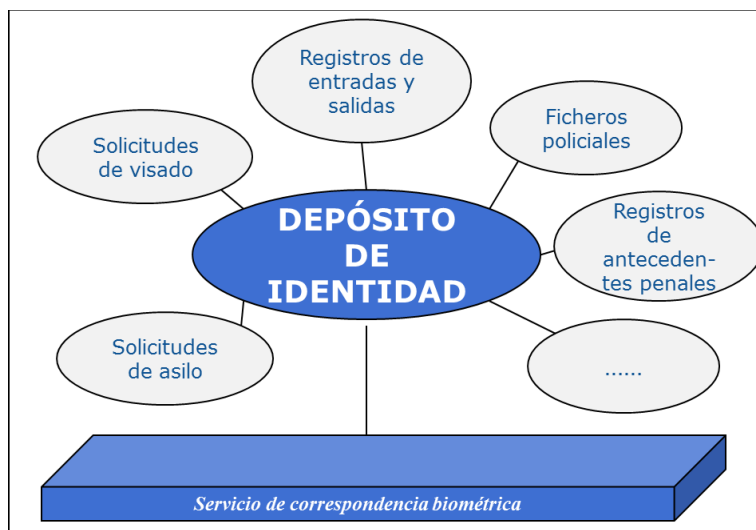 Registros de
entradas y
salidas
Ficheros
policiales
Solicitudes
de visado
DEPÓSITO
DE
IDENTIDAD
Registros
de
anteceden-
tes penales
Solicitudes
de asilo
......
Servicio de correspondencia biométrica